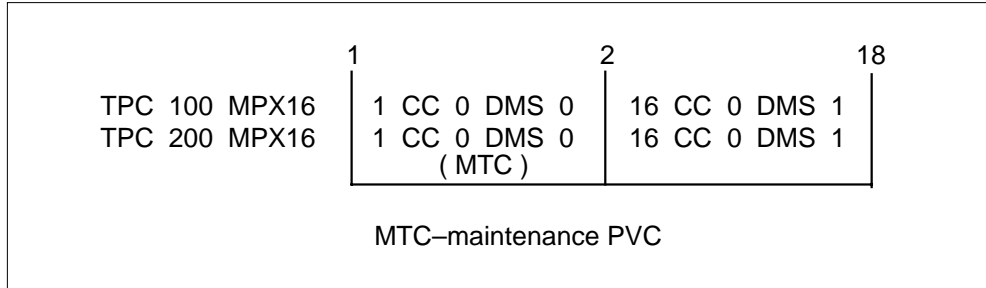 1 2 18
TPC 100 MPX16 1 CC 0 DMS 0 16 CC 0 DMS 1
TPC 200 MPX16 1 CC 0 DMS 0 16 CC 0 DMS 1
( MTC )
MTC–maintenance PVC